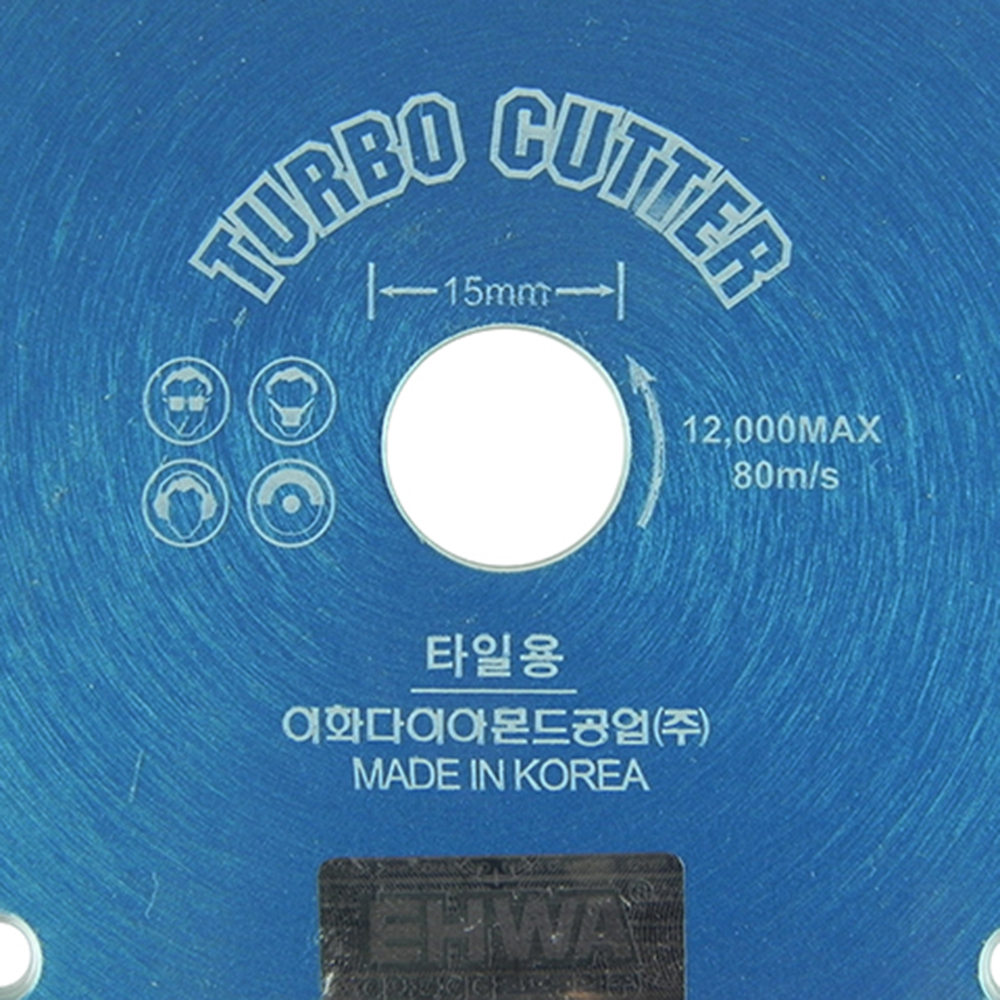 TURBO CUTTER
15mm
12,000MAX
80m/s
타일용
이화다이아몬드공업(주)
MADE IN KOREA
EHWA®